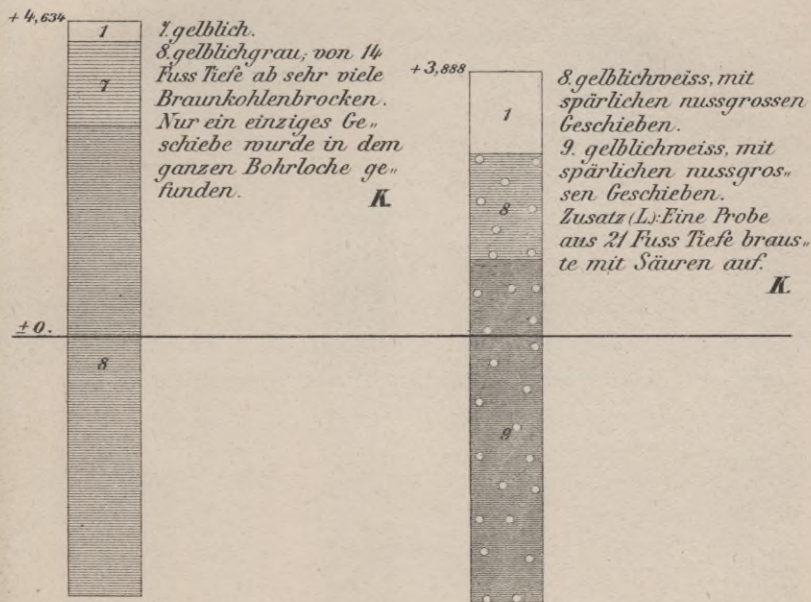 + 4,634
1
7
8
7. gelblich.
8. gelblichgrau; von 14
Fuss Tiefe ab sehr viele
Braunkohlenbrocken.
Nur ein einziges Ge„
schiebe wurde in dem
ganzen Bohrloche ge„
funden.
K.
±0.
+3,888
1
8
9
8. gelblichweiss, mit
spärlichen nussgrossen
Geschieben.
9. gelblichweiss, mit
spärlichen nussgros„
sen Geschieben.
Zusatz (L): Eine Probe
aus 21 Fuss Tiefe braus„
te mit Säuren auf.
K.